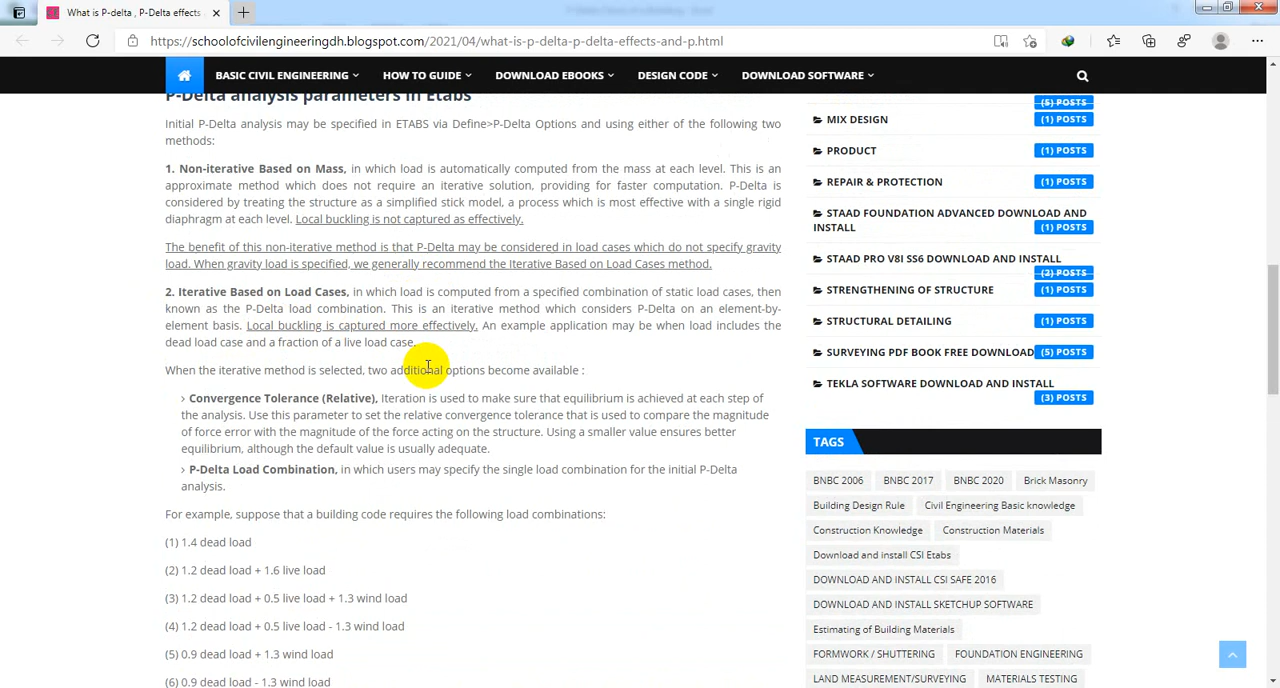 What is P-delta , P-Delta effects
https://schoolofcivilengineeringdh.blogspot.com/2021/04/what-is-p-delta-p-delta-effects-and-p.html
BASIC CIVIL ENGINEERING
HOW TO GUIDE
DOWNLOAD EBOOKS
DESIGN CODE
DOWNLOAD SOFTWARE
P-Delta analysis parameters in Etabs
Initial P-Delta analysis may be specified in ETABS via Define>P-Delta Options and using either of the following two
methods:
1. Non-iterative Based on Mass, in which load is automatically computed from the mass at each level. This is an
approximate method which does not require an iterative solution, providing for faster computation. P-Delta is
considered by treating the structure as a simplified stick model, a process which is most effective with a single rigid
diaphragm at each level. Local buckling is not captured as effectively.
The benefit of this non-iterative method is that P-Delta may be considered in load cases which do not specify gravity
load. When gravity load is specified, we generally recommend the Iterative Based on Load Cases method.
2. Iterative Based on Load Cases, in which load is computed from a specified combination of static load cases, then
known as the P-Delta load combination. This is an iterative method which considers P-Delta on an element-by-
element basis. Local buckling is captured more effectively. An example application may be when load includes the
dead load case and a fraction of a live load case.
When the iterative method is selected, two additional options become available :
› Convergence Tolerance (Relative), Iteration is used to make sure that equilibrium is achieved at each step of
the analysis. Use this parameter to set the relative convergence tolerance that is used to compare the magnitude
of force error with the magnitude of the force acting on the structure. Using a smaller value ensures better
equilibrium, although the default value is usually adequate.
› P-Delta Load Combination, in which users may specify the single load combination for the initial P-Delta
analysis.
For example, suppose that a building code requires the following load combinations:
(1) 1.4 dead load
(2) 1.2 dead load + 1.6 live load
(3) 1.2 dead load + 0.5 live load + 1.3 wind load
(4) 1.2 dead load + 0.5 live load - 1.3 wind load
(5) 0.9 dead load + 1.3 wind load
(6) 0.9 dead load - 1.3 wind load
(5) POSTS
MIX DESIGN (1) POSTS
PRODUCT (1) POSTS
REPAIR & PROTECTION (1) POSTS
STAAD FOUNDATION ADVANCED DOWNLOAD AND
INSTALL (1) POSTS
STAAD PRO V8I SS6 DOWNLOAD AND INSTALL
(2) POSTS
STRENGTHENING OF STRUCTURE (1) POSTS
STRUCTURAL DETAILING (1) POSTS
SURVEYING PDF BOOK FREE DOWNLOAD (5) POSTS
TEKLA SOFTWARE DOWNLOAD AND INSTALL
(3) POSTS
TAGS
BNBC 2006 BNBC 2017 BNBC 2020 Brick Masonry
Building Design Rule Civil Engineering Basic knowledge
Construction Knowledge Construction Materials
Download and install CSI Etabs
DOWNLOAD AND INSTALL CSI SAFE 2016
DOWNLOAD AND INSTALL SKETCHUP SOFTWARE
Estimating of Building Materials
FORMWORK / SHUTTERING FOUNDATION ENGINEERING
LAND MEASUREMENT/SURVEYING MATERIALS TESTING